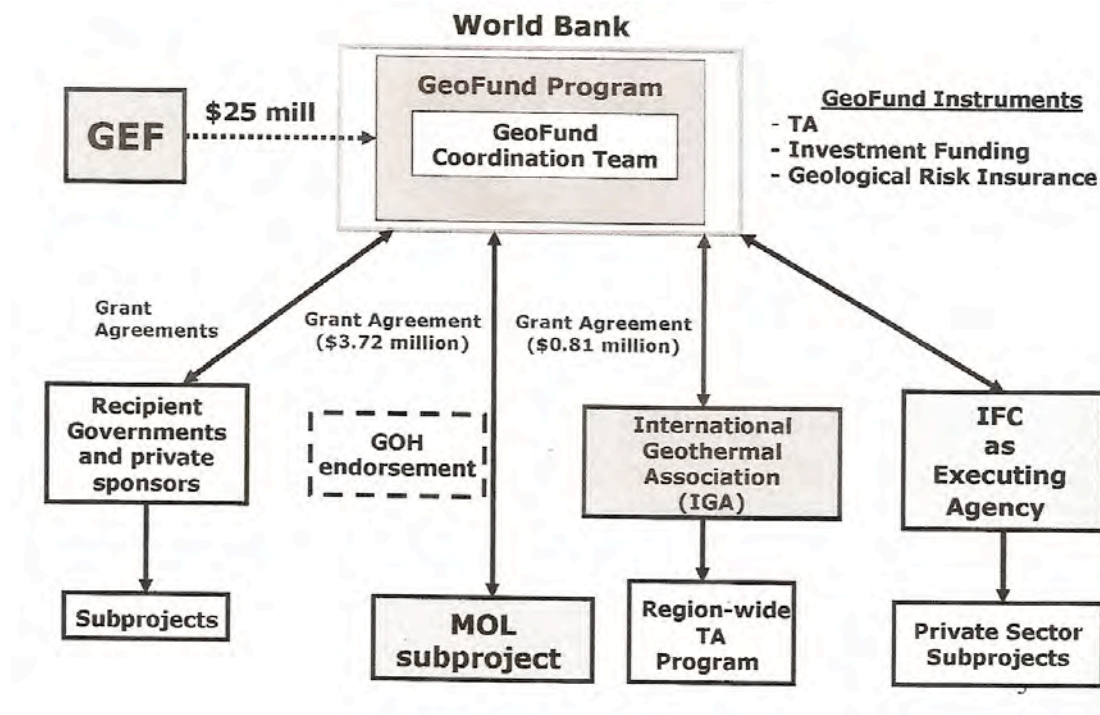 World Bank
GeoFund Program
GeoFund
Coordination Team
GEF
$25 mill
GeoFund Instruments
- TA
- Investment Funding
- Geological Risk Insurance
Grant
Agreements
Grant Agreement
($3.72 million)
Grant Agreement
($0.81 million)
Recipient
Governments
and private
sponsors
GOH
endorsement
International
Geothermal
Association
(IGA)
IFC
as
Executing
Agency
Subprojects
MOL
subproject
Region-wide
TA
Program
Private Sector
Subprojects